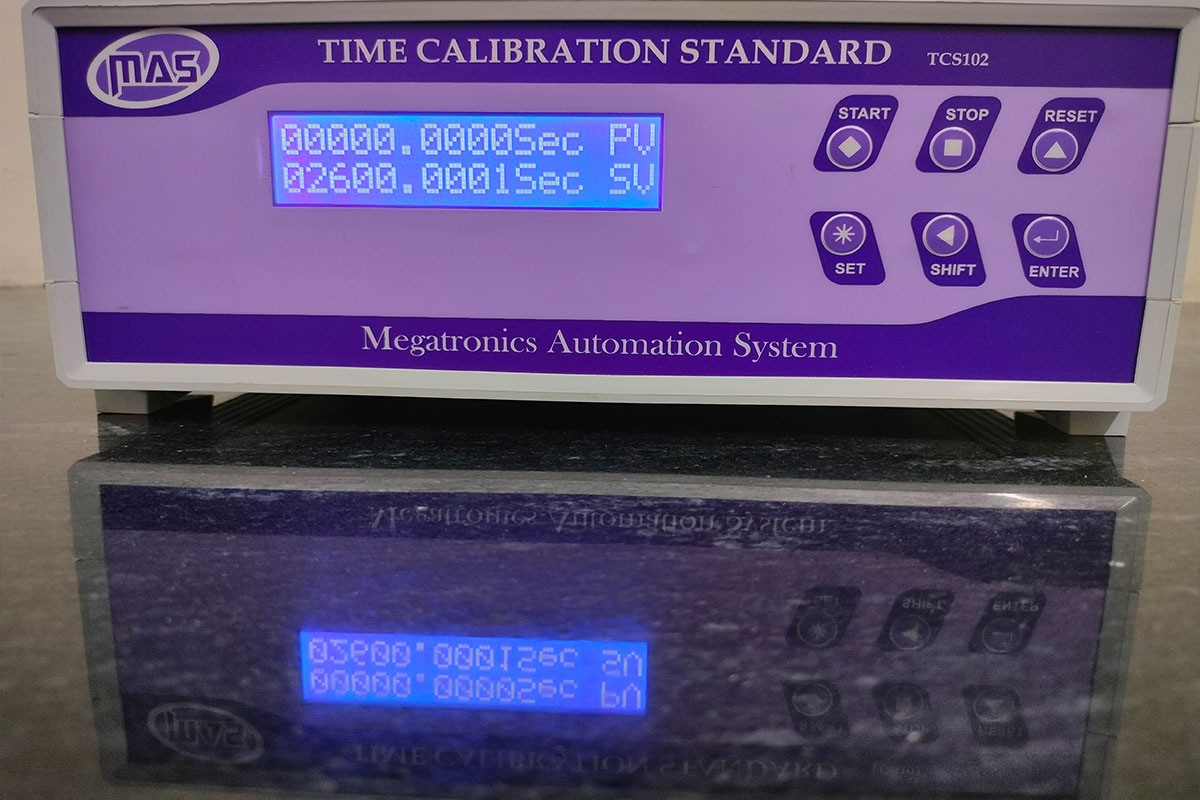 MAS
TIME CALIBRATION STANDARD TCS102
00000.0000Sec PV
02600.0001Sec SV
START STOP RESET
SET SHIFT ENTER
Megatronics Automation System